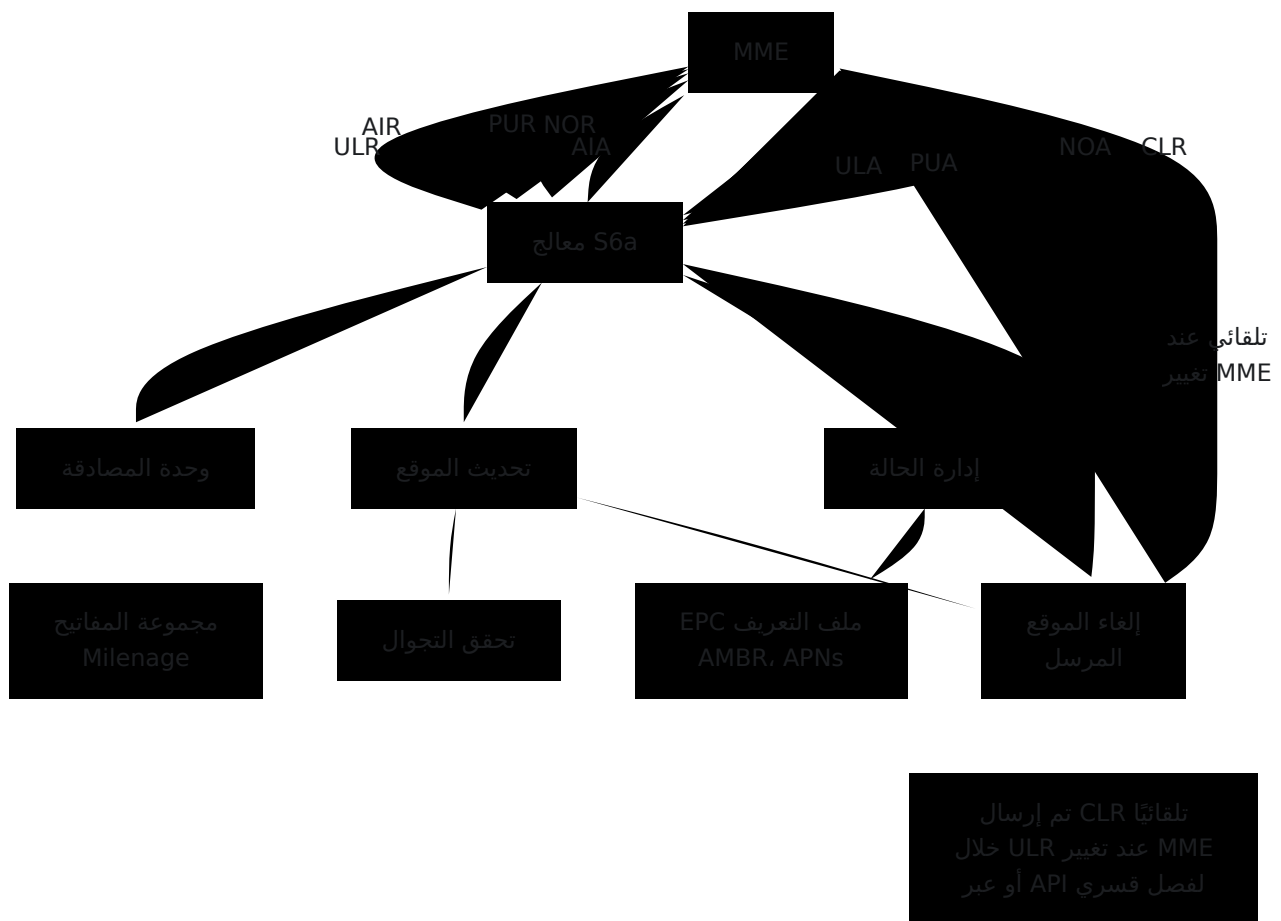 MME
AIR
PUR
NOR
ULR
AIA
ULA
PUA
NOA
CLR
S6a معالج
تلقائي عند
MME تغيير
وحدة المصادقة
تحديث الموقع
إدارة الحالة
مجموعة المفاتيح
Milenage
تحقق التجوال
ملف التعريف EPC
AMBR، APNs
إلغاء الموقع
المرسل
تلقائيًا CLR تم إرسال
MME عند تغيير ULR خلال
لفصل قسري API أو عبر